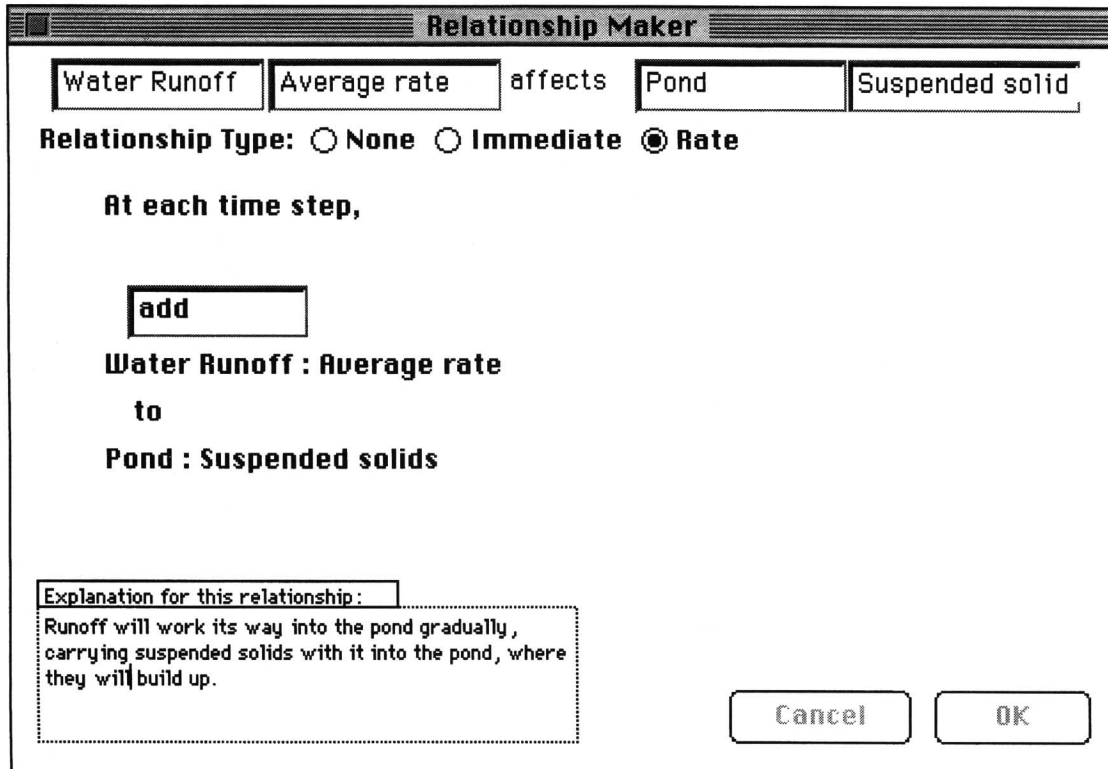 Relationship Maker
Water Runoff Average rate affects Pond Suspended solid
Relationship Type: None Immediate Rate
At each time step,
add
Water Runoff : Average rate
to
Pond : Suspended solids
Explanation for this relationship:
Runoff will work its way into the pond gradually,
carrying suspended solids with it into the pond, where
they will build up.
Cancel OK